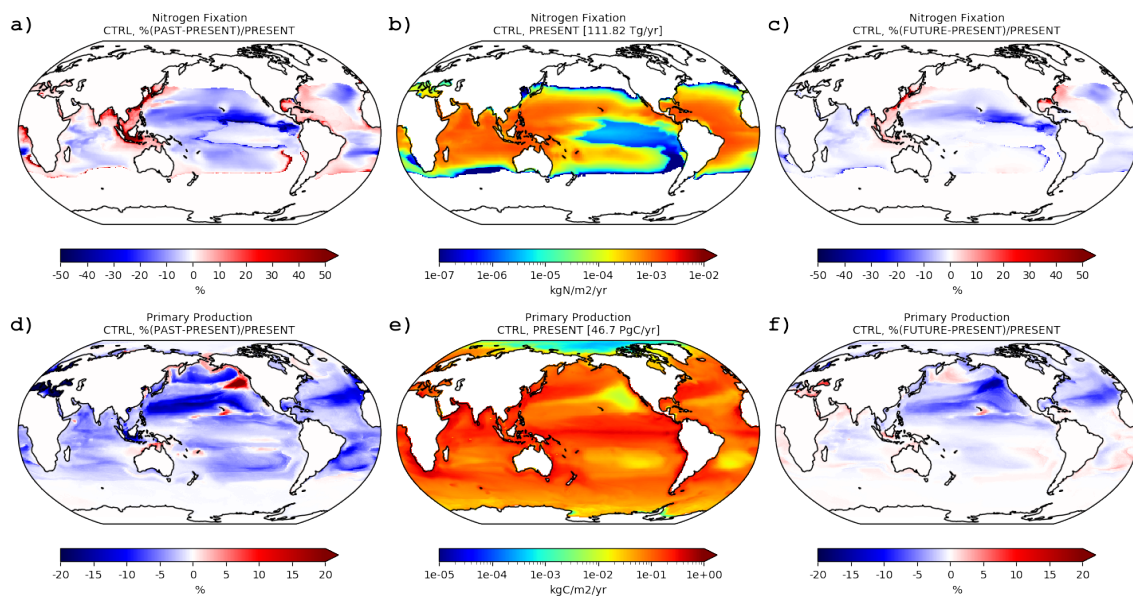 a)
Nitrogen Fixation
CTRL, %(PAST-PRESENT)/PRESENT
-50 -40 -30 -20 -10 0 10 20 30 40 50
%
b)
Nitrogen Fixation
CTRL, PRESENT [111.82 Tg/yr]
1e-07 1e-06 1e-05 1e-04 1e-03 1e-02
kgN/m2/yr
c)
Nitrogen Fixation
CTRL, %(FUTURE-PRESENT)/PRESENT
-50 -40 -30 -20 -10 0 10 20 30 40 50
%
d)
Primary Production
CTRL, %(PAST-PRESENT)/PRESENT
-20 -15 -10 -5 0 5 10 15 20
%
e)
Primary Production
CTRL, PRESENT [46.7 PgC/yr]
1e-05 1e-04 1e-03 1e-02 1e-01 1e+00
kgC/m2/yr
f)
Primary Production
CTRL, %(FUTURE-PRESENT)/PRESENT
-20 -15 -10 -5 0 5 10 15 20
%